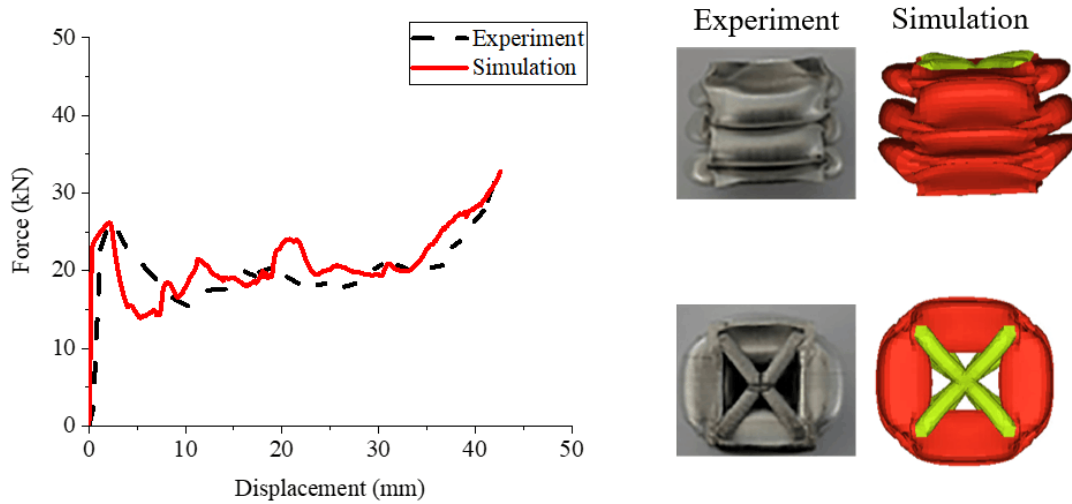 Experiment Simulation
50
Experiment
Simulation
40
30
20
10
0
0 10 20 30 40 50
Force (kN)
Displacement (mm)